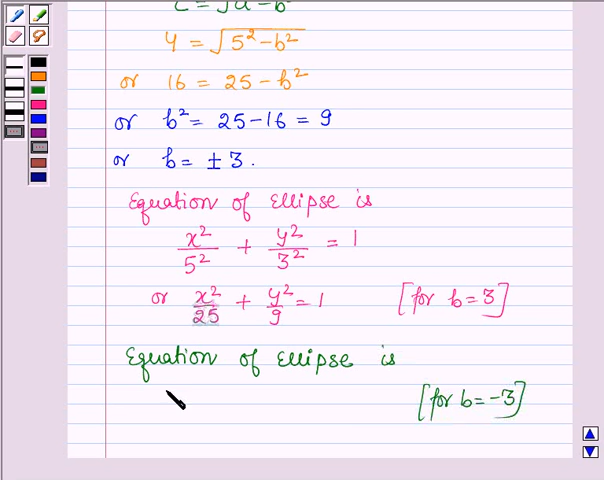 4 = √5² - b²
or 16 = 25 - b²
or b² = 25 - 16 = 9
or b = ± 3.
Equation of Ellipse is
x²/5² + y²/3² = 1
or x²/25 + y²/9 = 1 [for b = 3]
Equation of Ellipse is
[for b = -3]